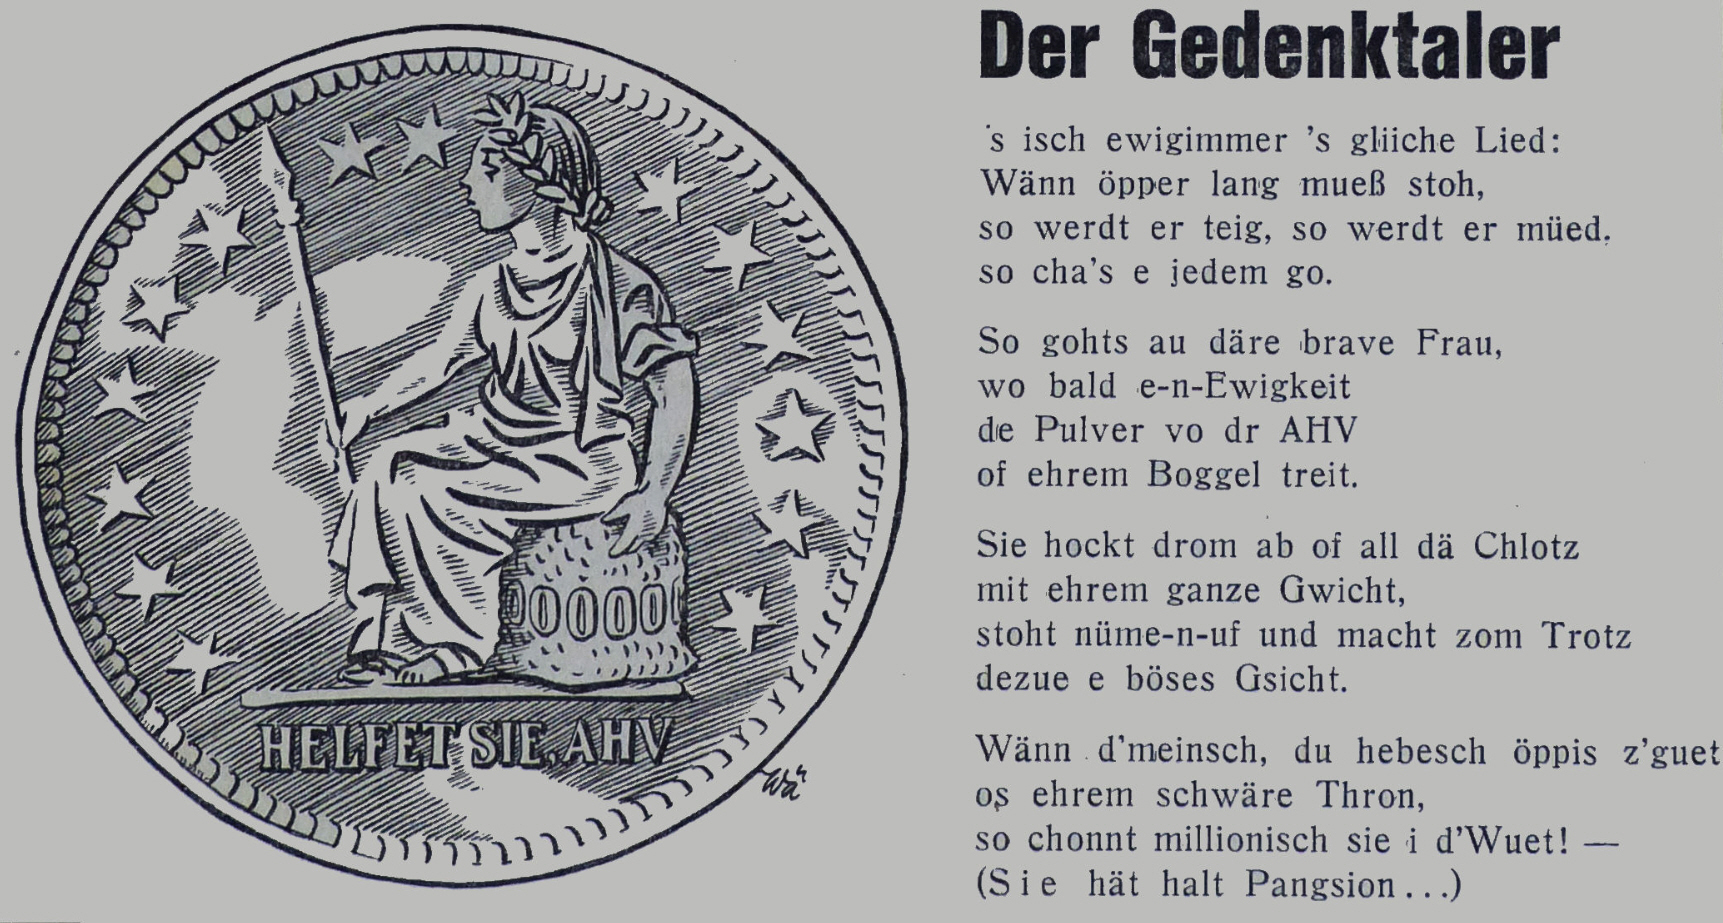 Der Gedenktaler
's isch ewigimmer 's gliiche Lied:
Wänn öpper lang mueß stoh,
so werdt er teig, so werdt er müed.
so cha's e jedem go.
So gohts au däre brave Frau,
wo bald e-n-Ewigkeit
de Pulver vo dr AHV
of ehrem Boggel treit.
Sie hockt drom ab of all dä Chlotz
mit ehrem ganze Gwicht,
stoht nüme-n-uf und macht zom Trotz
dezue e böses Gsicht.
Wänn d'meinsch, du hebesch öppis z'guet
os ehrem schwäre Thron,
so chonnt millionisch sie i d'Wuet! —
(Sie hät halt Pangsion...)
00000
HELFET SIE, AHV
Wä